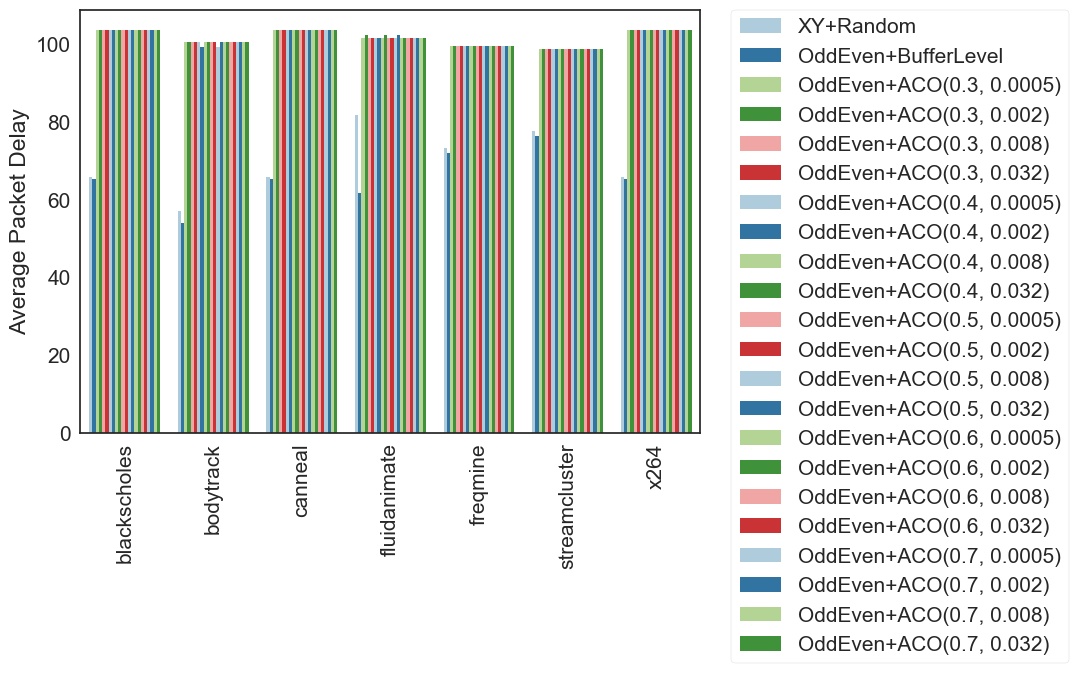 Average Packet Delay
100
80
60
40
20
0
blackscholes
bodytrack
canneal
fluidanimate
freqmine
streamcluster
x264
XY+Random
OddEven+BufferLevel
OddEven+ACO(0.3, 0.0005)
OddEven+ACO(0.3, 0.002)
OddEven+ACO(0.3, 0.008)
OddEven+ACO(0.3, 0.032)
OddEven+ACO(0.4, 0.0005)
OddEven+ACO(0.4, 0.002)
OddEven+ACO(0.4, 0.008)
OddEven+ACO(0.4, 0.032)
OddEven+ACO(0.5, 0.0005)
OddEven+ACO(0.5, 0.002)
OddEven+ACO(0.5, 0.008)
OddEven+ACO(0.5, 0.032)
OddEven+ACO(0.6, 0.0005)
OddEven+ACO(0.6, 0.002)
OddEven+ACO(0.6, 0.008)
OddEven+ACO(0.6, 0.032)
OddEven+ACO(0.7, 0.0005)
OddEven+ACO(0.7, 0.002)
OddEven+ACO(0.7, 0.008)
OddEven+ACO(0.7, 0.032)